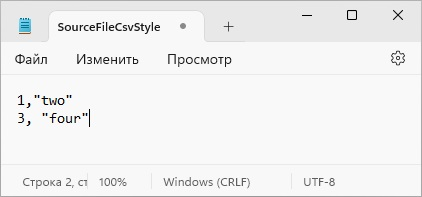 SourceFileCsvStyle
Файл Изменить Просмотр
1,"two"
3, "four"
Строка 2, ст 100% Windows (CRLF) UTF-8